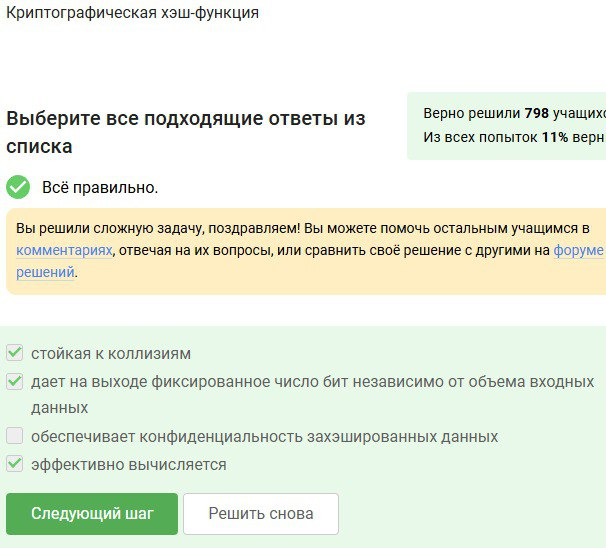 Криптографическая хэш-функция
Выберите все подходящие ответы из
списка
Верно решили 798 учащихс
Из всех попыток 11% верн
Всё правильно.
Вы решили сложную задачу, поздравляем! Вы можете помочь остальным учащимся в
комментариях, отвечая на их вопросы, или сравнить своё решение с другими на форуме
решений.
стойкая к коллизиям
дает на выходе фиксированное число бит независимо от объема входных
данных
обеспечивает конфиденциальность захэшированных данных
эффективно вычисляется
Следующий шаг
Решить снова